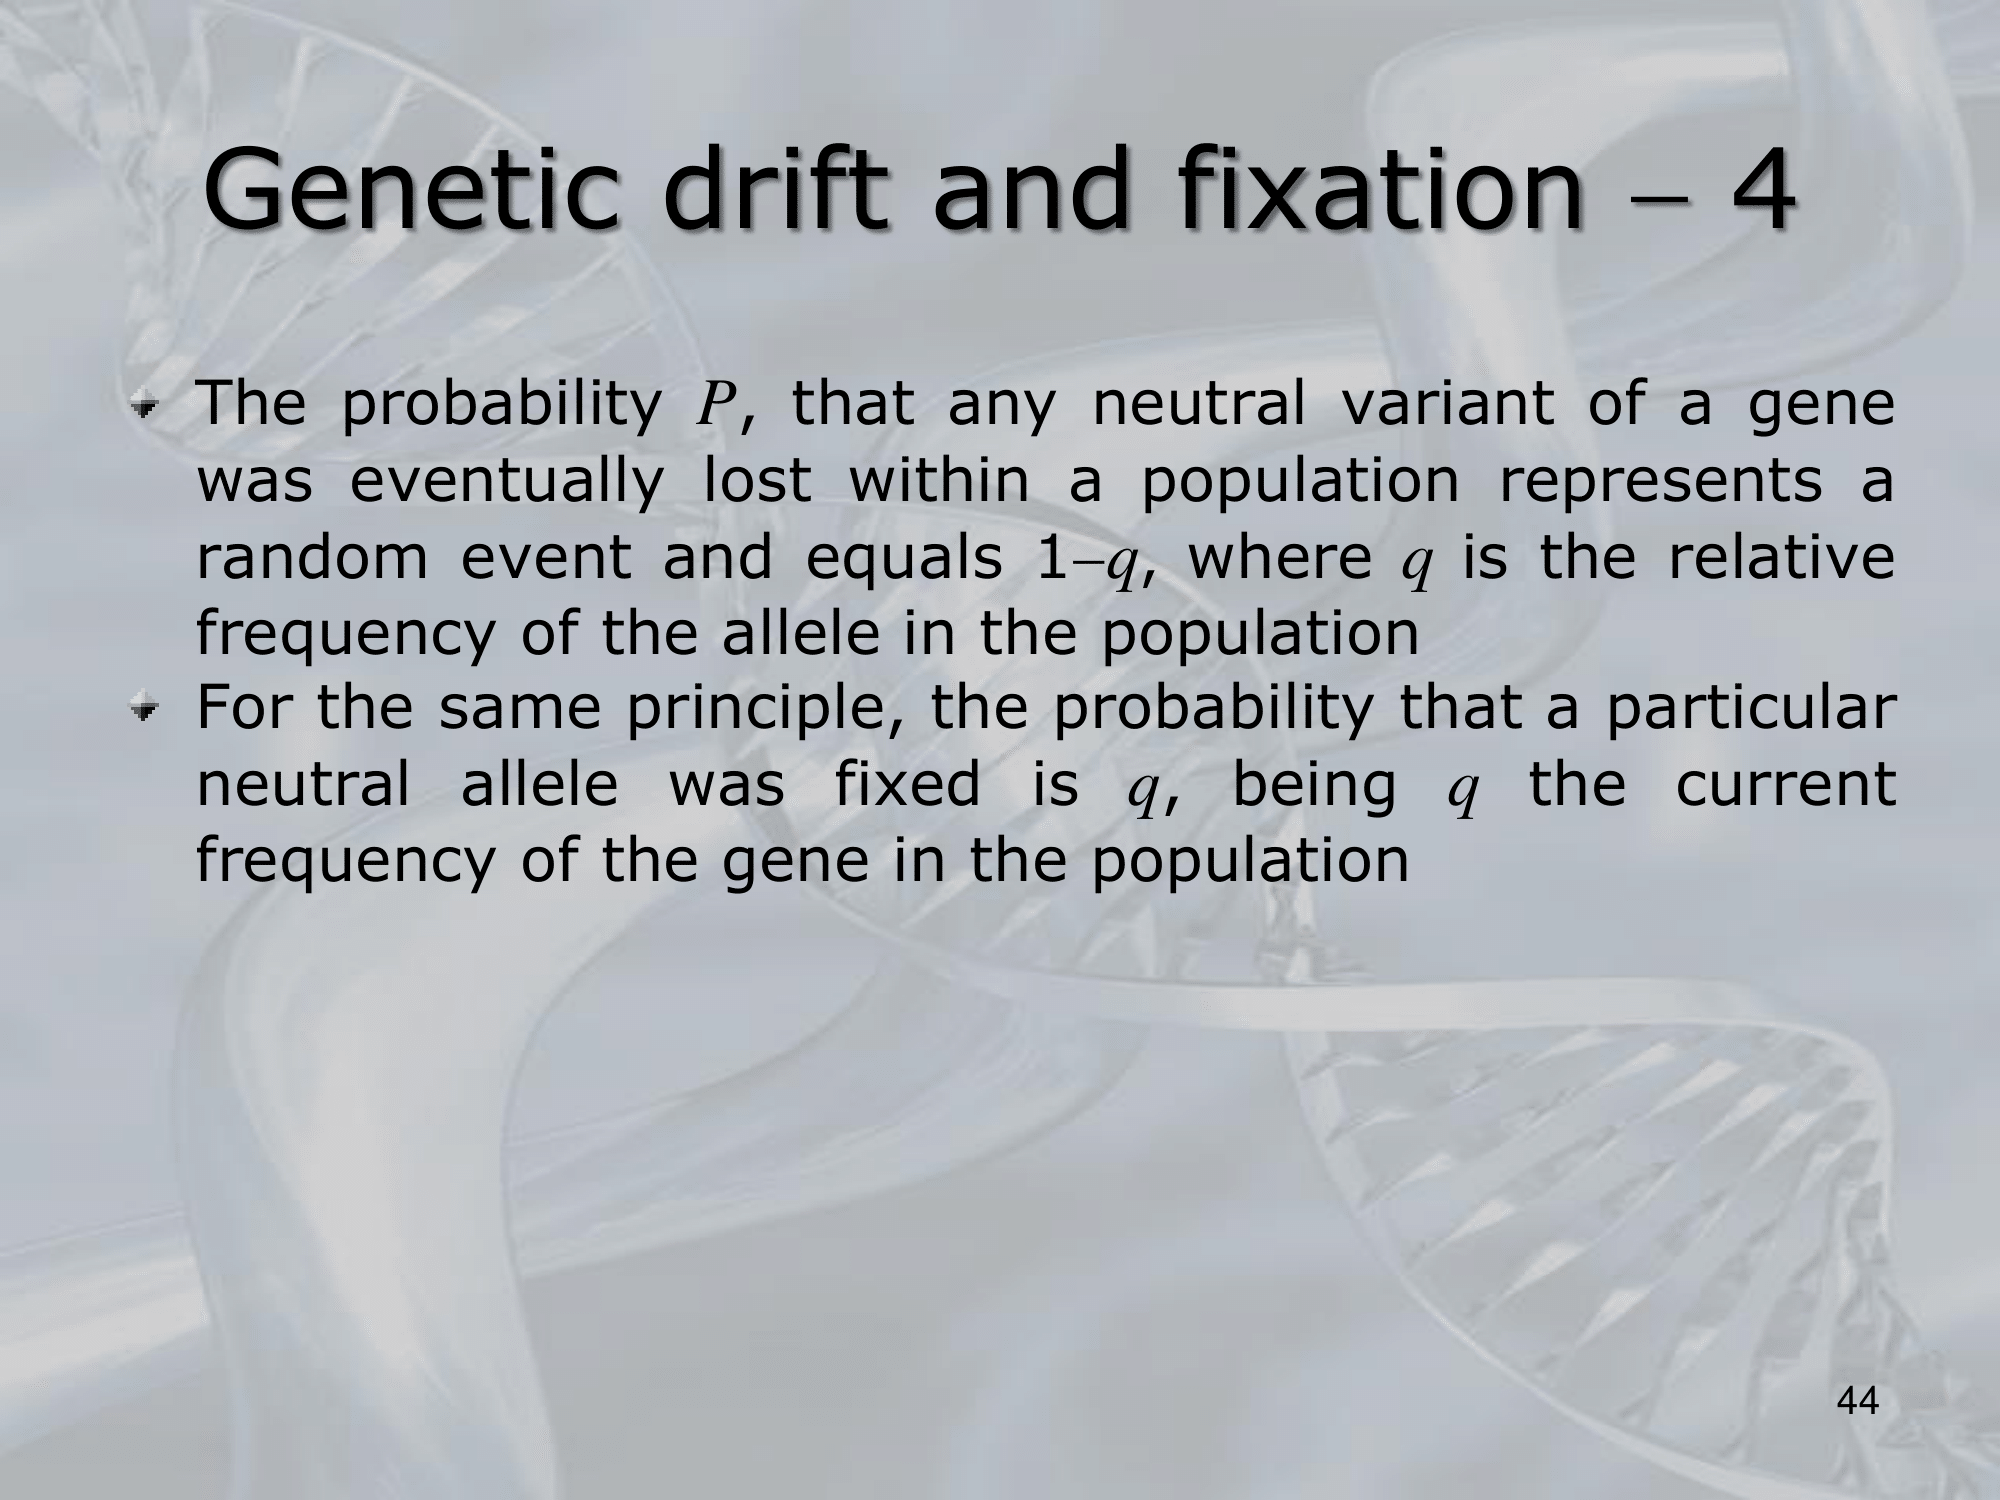 Genetic drift and fixation – 4
The probability P, that any neutral variant of a gene
was eventually lost within a population represents a
random event and equals 1–q, where q is the relative
frequency of the allele in the population
For the same principle, the probability that a particular
neutral allele was fixed is q, being q the current
frequency of the gene in the population
44